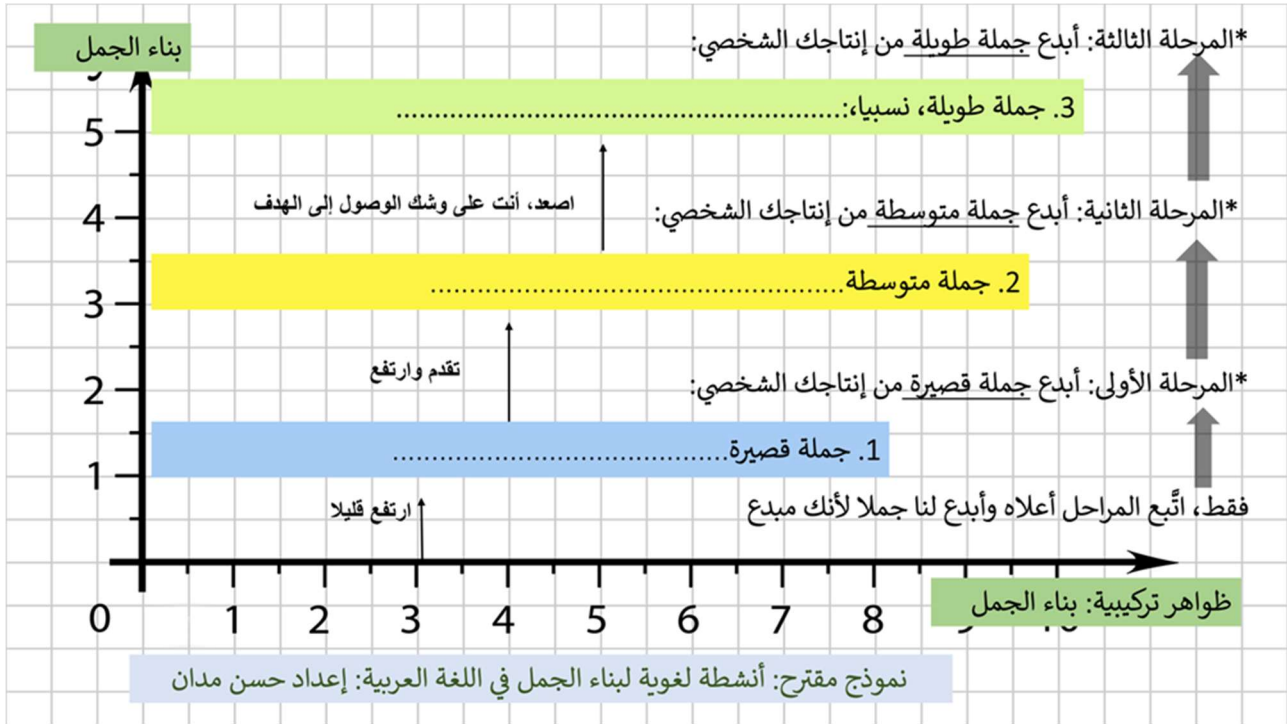 بناء الجمل
*المرحلة الثالثة: أبدع جملة طويلة من إنتاجك الشخصي:
3. جملة طويلة، نسبيا،:......................................................
5
اصعد، أنت على وشك الوصول إلى الهدف
*المرحلة الثانية: أبدع جملة متوسطة من إنتاجك الشخصي:
4
2. جملة متوسطة..................................................
3
تقدم وارتفع
*المرحلة الأولى: أبدع جملة قصيرة من إنتاجك الشخصي:
2
1. جملة قصيرة........................................
1
ارتفع قليلا
فقط، اتَّبع المراحل أعلاه وأبدع لنا جملا لأنك مبدع
ظواهر تركيبية: بناء الجمل
0 1 2 3 4 5 6 7 8
نموذج مقترح: أنشطة لغوية لبناء الجمل في اللغة العربية: إعداد حسن مدان